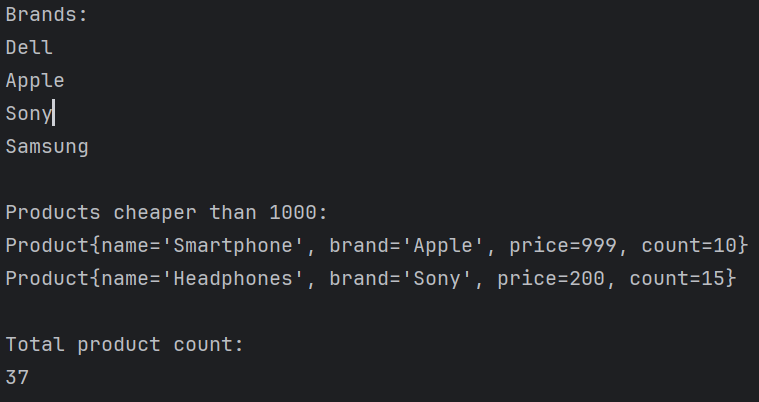 Brands:
Dell
Apple
Sony
Samsung
Products cheaper than 1000:
Product{name='Smartphone', brand='Apple', price=999, count=10}
Product{name='Headphones', brand='Sony', price=200, count=15}
Total product count:
37